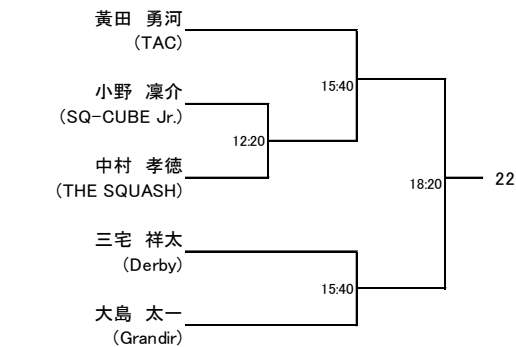 黃田　勇河
(TAC)
15:40
小野　凜介
(SQ-CUBE Jr.)
12:20
中村　孝徳
(THE SQUASH)
18:20
22
三宅　祥太
(Derby)
15:40
大島　太一
(Grandir)